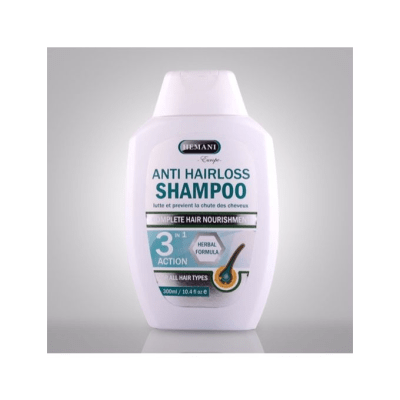 HEMANI
Europe
ANTI HAIRLOSS
SHAMPOO
lutte et previent la chute des cheveux
COMPLETE HAIR NOURISHMENT
3 IN 1
ACTION
HERBAL
FORMULA
ALL HAIR TYPES
300ml / 10.4 fl oz e